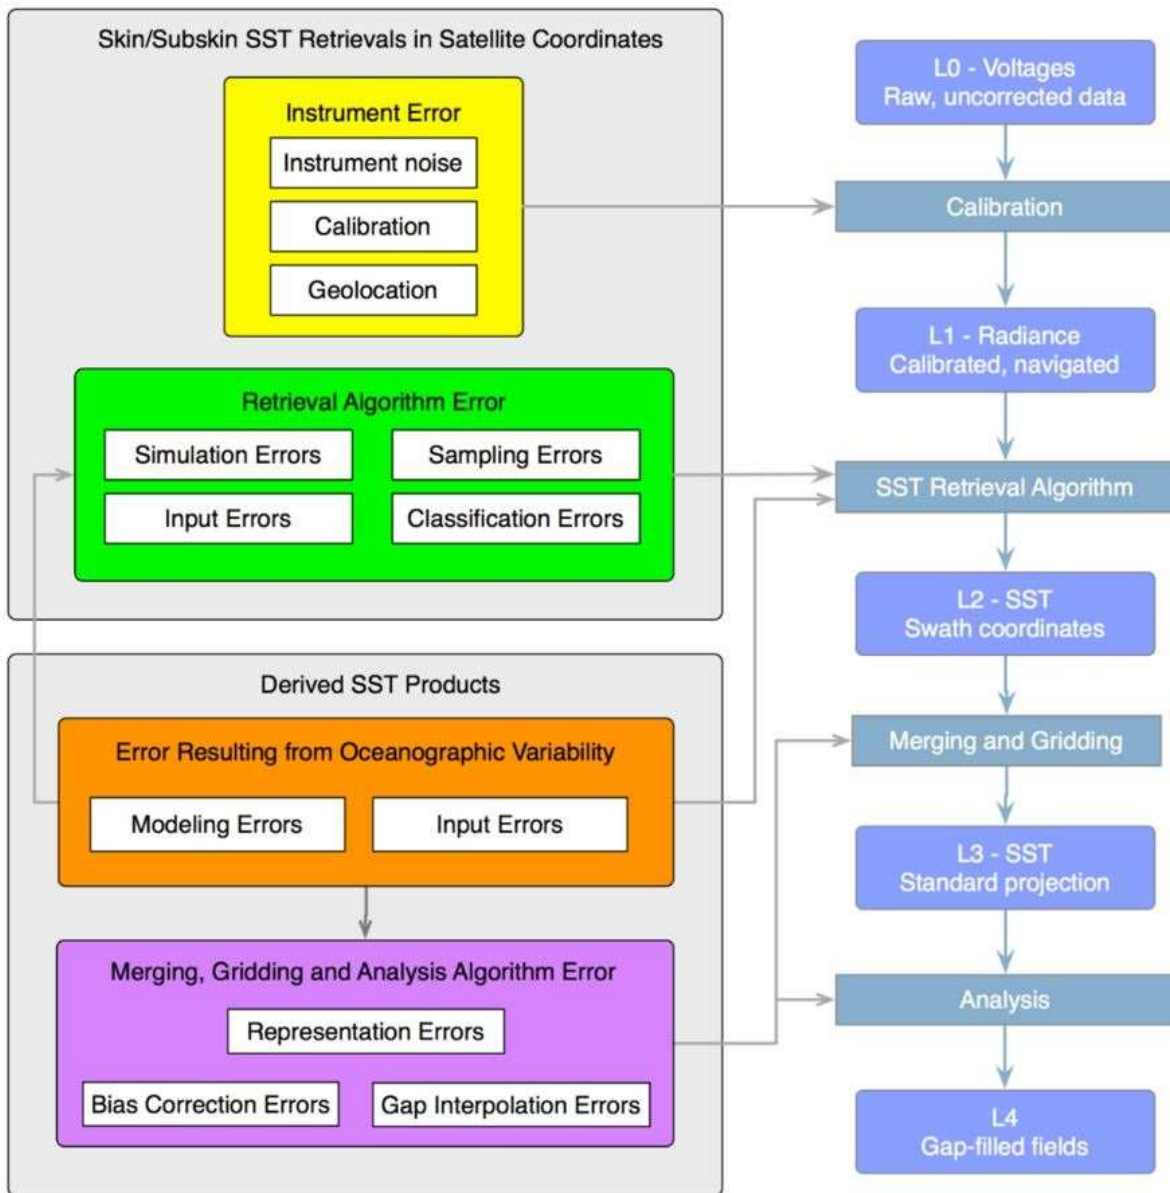 Skin/Subskin SST Retrievals in Satellite Coordinates
Instrument Error
Instrument noise
Calibration
Geolocation
Retrieval Algorithm Error
Simulation Errors
Sampling Errors
Input Errors
Classification Errors
Derived SST Products
Error Resulting from Oceanographic Variability
Modeling Errors
Input Errors
Merging, Gridding and Analysis Algorithm Error
Representation Errors
Bias Correction Errors
Gap Interpolation Errors
L0 - Voltages
Raw, uncorrected data
Calibration
L1 - Radiance
Calibrated, navigated
SST Retrieval Algorithm
L2 - SST
Swath coordinates
Merging and Gridding
L3 - SST
Standard projection
Analysis
L4
Gap-filled fields